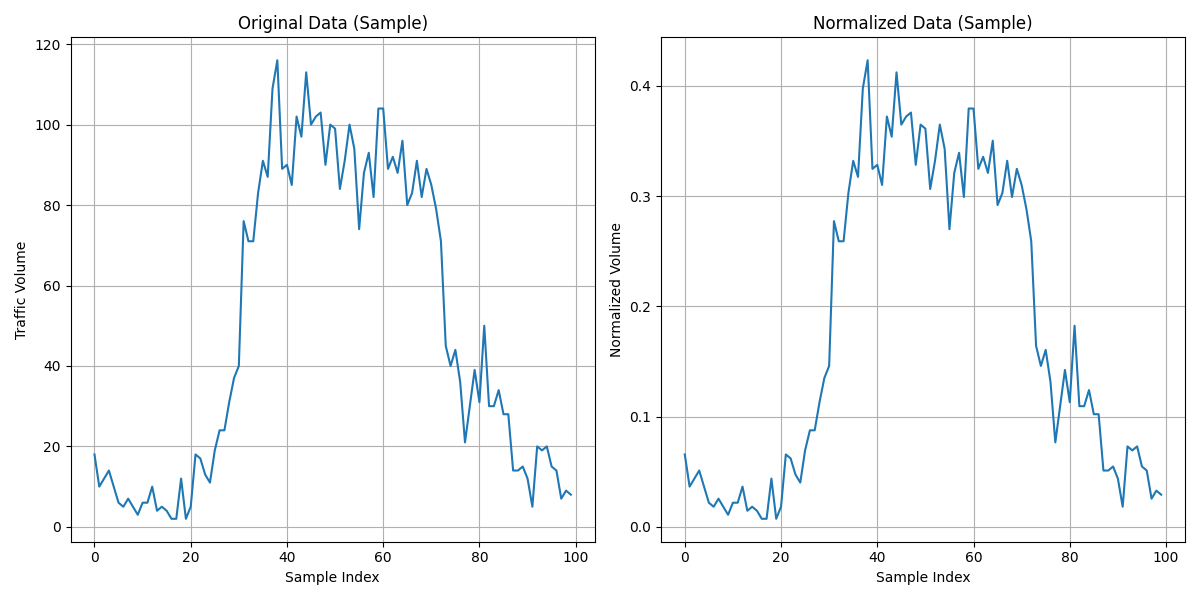 Original Data (Sample)
Traffic Volume
120
100
80
60
40
20
0
0 20 40 60 80 100
Sample Index
Normalized Data (Sample)
Normalized Volume
0.4
0.3
0.2
0.1
0.0
0 20 40 60 80 100
Sample Index